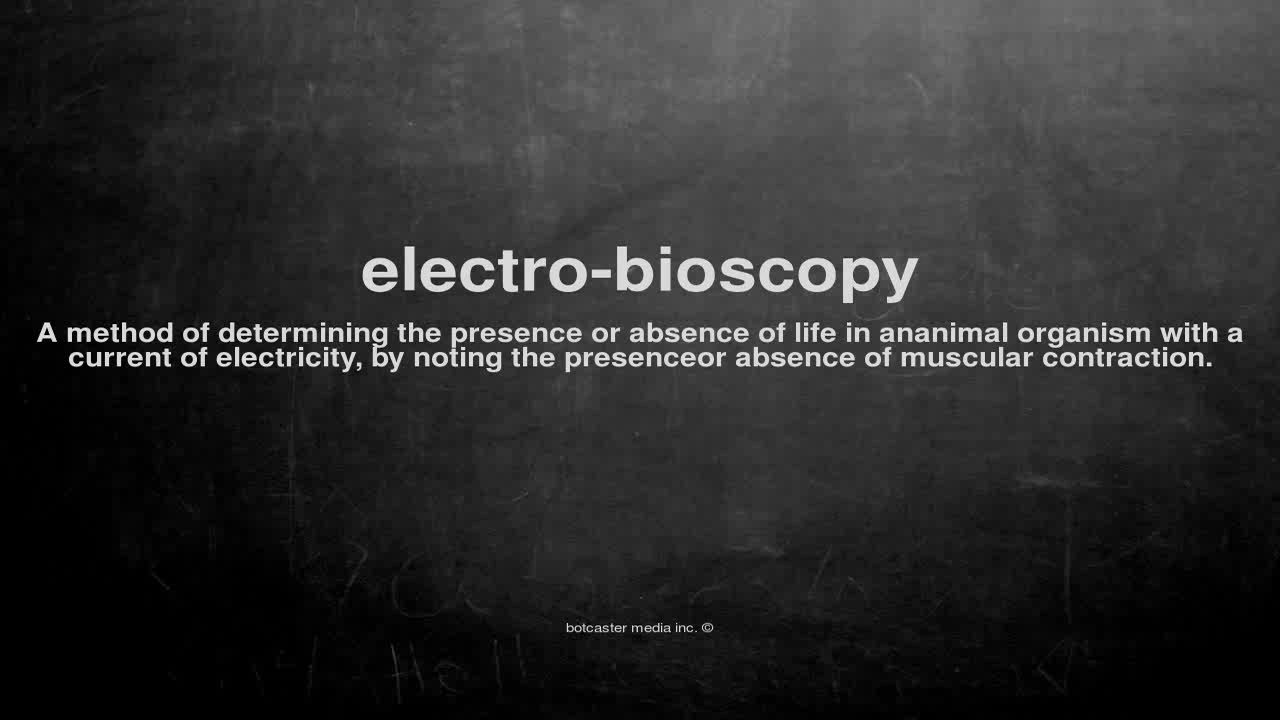 electro-bioscopy
A method of determining the presence or absence of life in ananimal organism with a
current of electricity, by noting the presenceor absence of muscular contraction.
botcaster media inc. ©